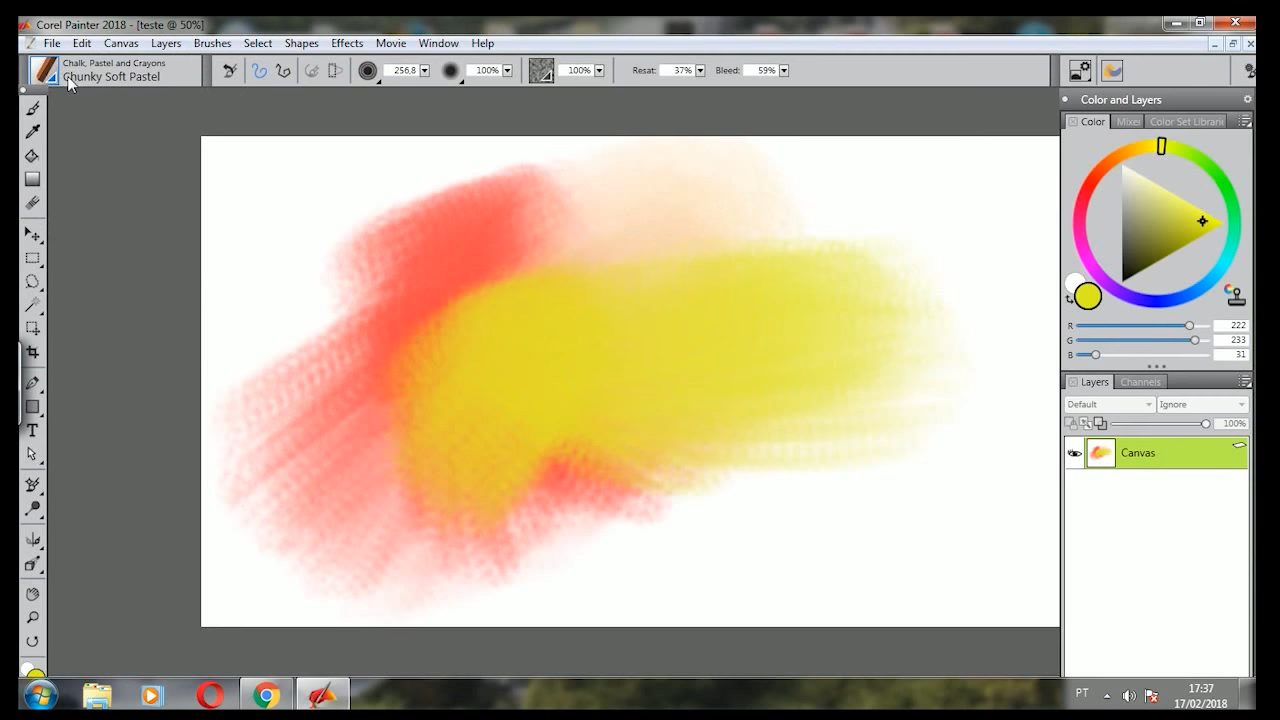 Corel Painter 2018 - [teste @ 50%]
File Edit Canvas Layers Brushes Select Shapes Effects Movie Window Help
Chalk, Pastel and Crayons
Chunky Soft Pastel
256,8 100% 100% Resat: 37% Bleed: 59%
Color and Layers
Color Mixer Color Set Librarie
R 222
G 233
B 31
Layers Channels
Default Ignore
100%
Canvas
T
PT
17:37
17/02/2018